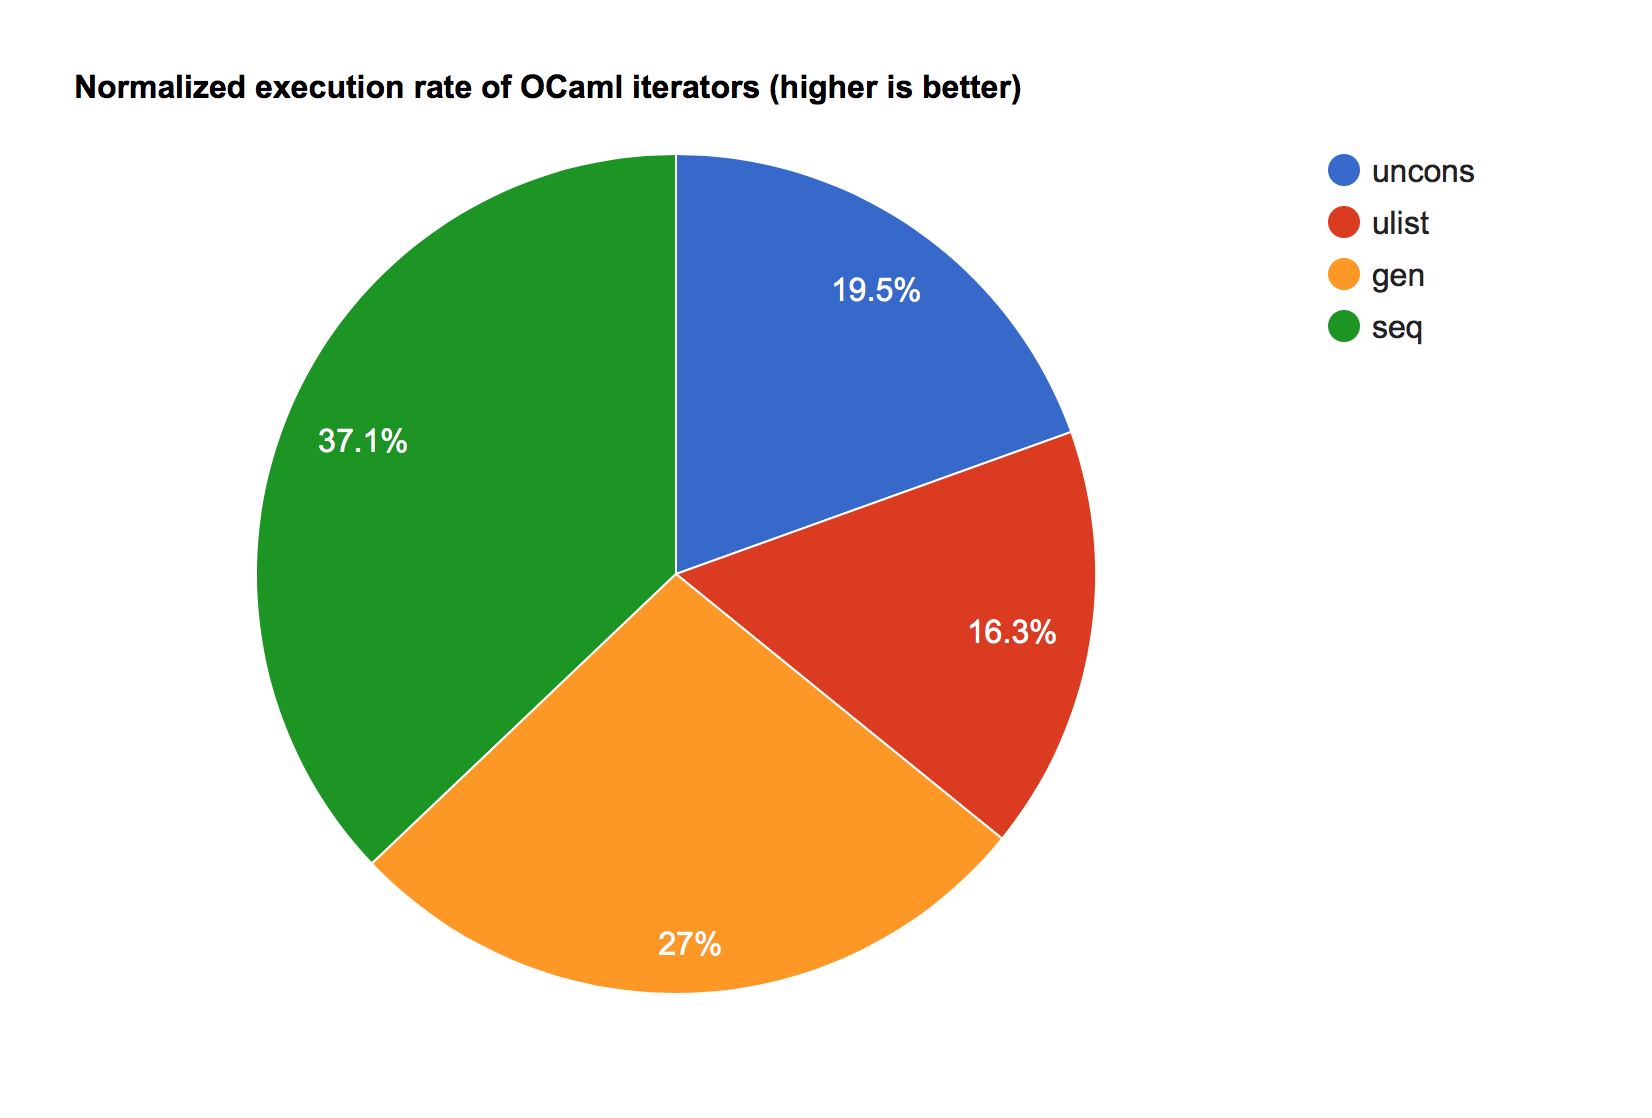 Normalized execution rate of OCaml iterators (higher is better)
uncons
ulist
gen
seq
19.5%
37.1%
16.3%
27%